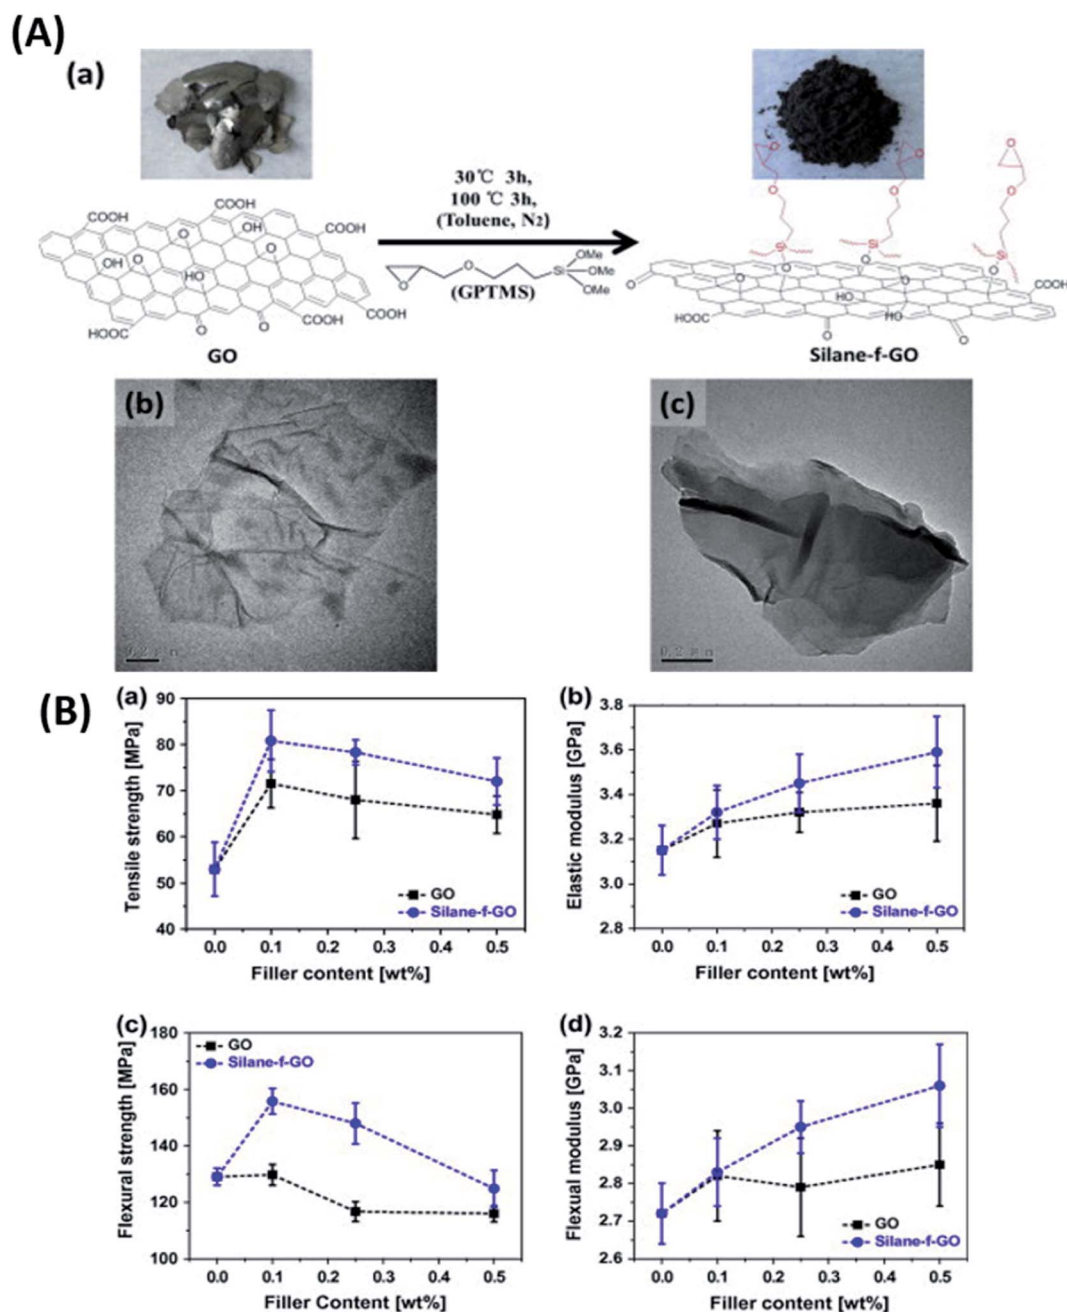 (A)
(a)
30℃ 3h,
100 ℃ 3h,
(Toluene, N2)
(GPTMS)
COOH
COOH
COOH
OH
O
O
OH
O
HO
HOOC
O
O
COOH
COOH
GO
O
O
Si
OMe
OMe
OMe
O
O
O
O
O
O
Si
Si
Si
O
O
O
O
O
O
HO
HO
COOH
HOOC
O
O
Silane-f-GO
(b)
0.2 μm
(c)
0.2 μm
(B)
(a)
Tensile strength [MPa]
90
80
70
60
50
40
GO
Silane-f-GO
0.0 0.1 0.2 0.3 0.4 0.5
Filler content [wt%]
(b)
Elastic modulus [GPa]
3.8
3.6
3.4
3.2
3.0
2.8
GO
Silane-f-GO
0.0 0.1 0.2 0.3 0.4 0.5
Filler content [wt%]
(c)
Flexural strength [MPa]
180
160
140
120
100
GO
Silane-f-GO
0.0 0.1 0.2 0.3 0.4 0.5
Filler Content [wt%]
(d)
Flexual modulus [GPa]
3.2
3.1
3.0
2.9
2.8
2.7
2.6
GO
Silane-f-GO
0.0 0.1 0.2 0.3 0.4 0.5
Filler Content [wt%]